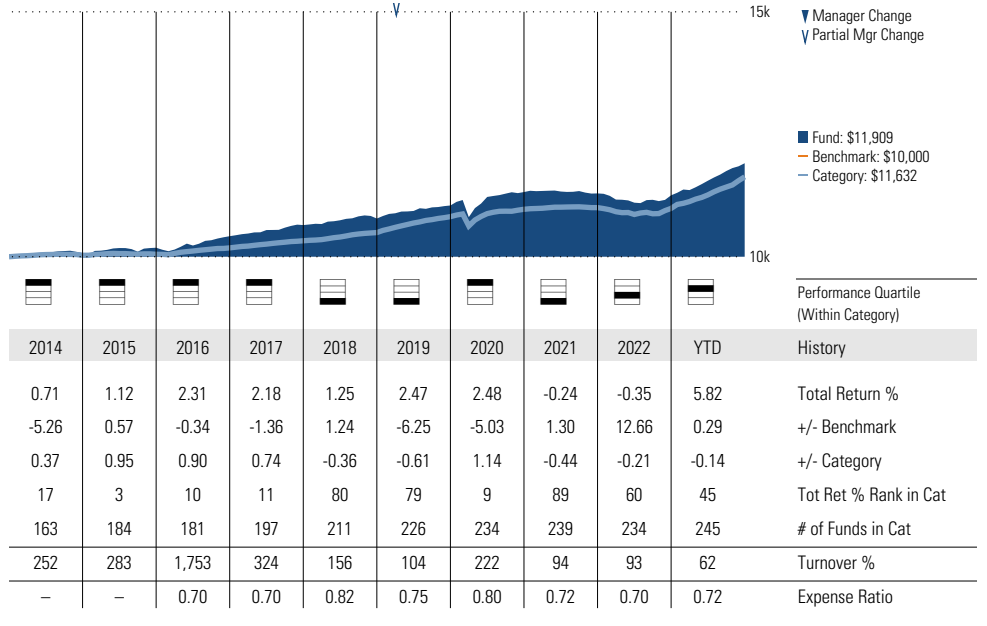 15k
Manager Change
Partial Mgr Change
Fund: $11,909
Benchmark: $10,000
Category: $11,632
10k
Performance Quartile
(Within Category)
2014 2015 2016 2017 2018 2019 2020 2021 2022 YTD History
0.71 1.12 2.31 2.18 1.25 2.47 2.48 -0.24 -0.35 5.82 Total Return %
-5.26 0.57 -0.34 -1.36 1.24 -6.25 -5.03 1.30 12.66 0.29 +/- Benchmark
0.37 0.95 0.90 0.74 -0.36 -0.61 1.14 -0.44 -0.21 -0.14 +/- Category
17 3 10 11 80 79 9 89 60 45 Tot Ret % Rank in Cat
163 184 181 197 211 226 234 239 234 245 # of Funds in Cat
252 283 1,753 324 156 104 222 94 93 62 Turnover %
– – 0.70 0.70 0.82 0.75 0.80 0.72 0.70 0.72 Expense Ratio